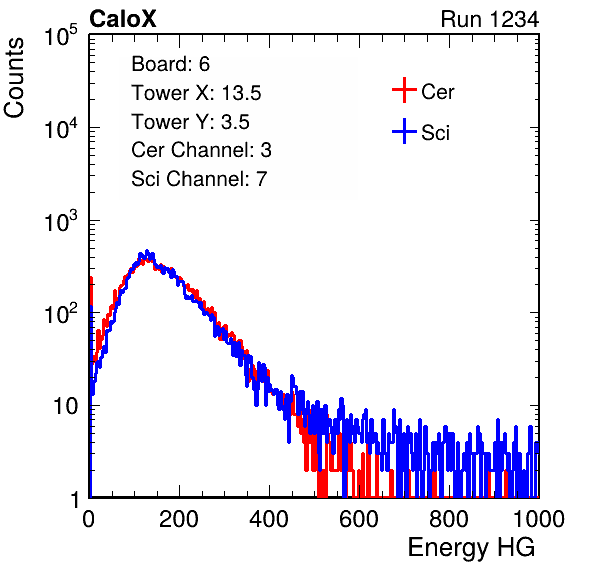 CaloX Run 1234
Counts
10^5
10^4
10^3
10^2
10
1
Board: 6
Tower X: 13.5
Tower Y: 3.5
Cer Channel: 3
Sci Channel: 7
Cer
Sci
0 200 400 600 800 1000
Energy HG